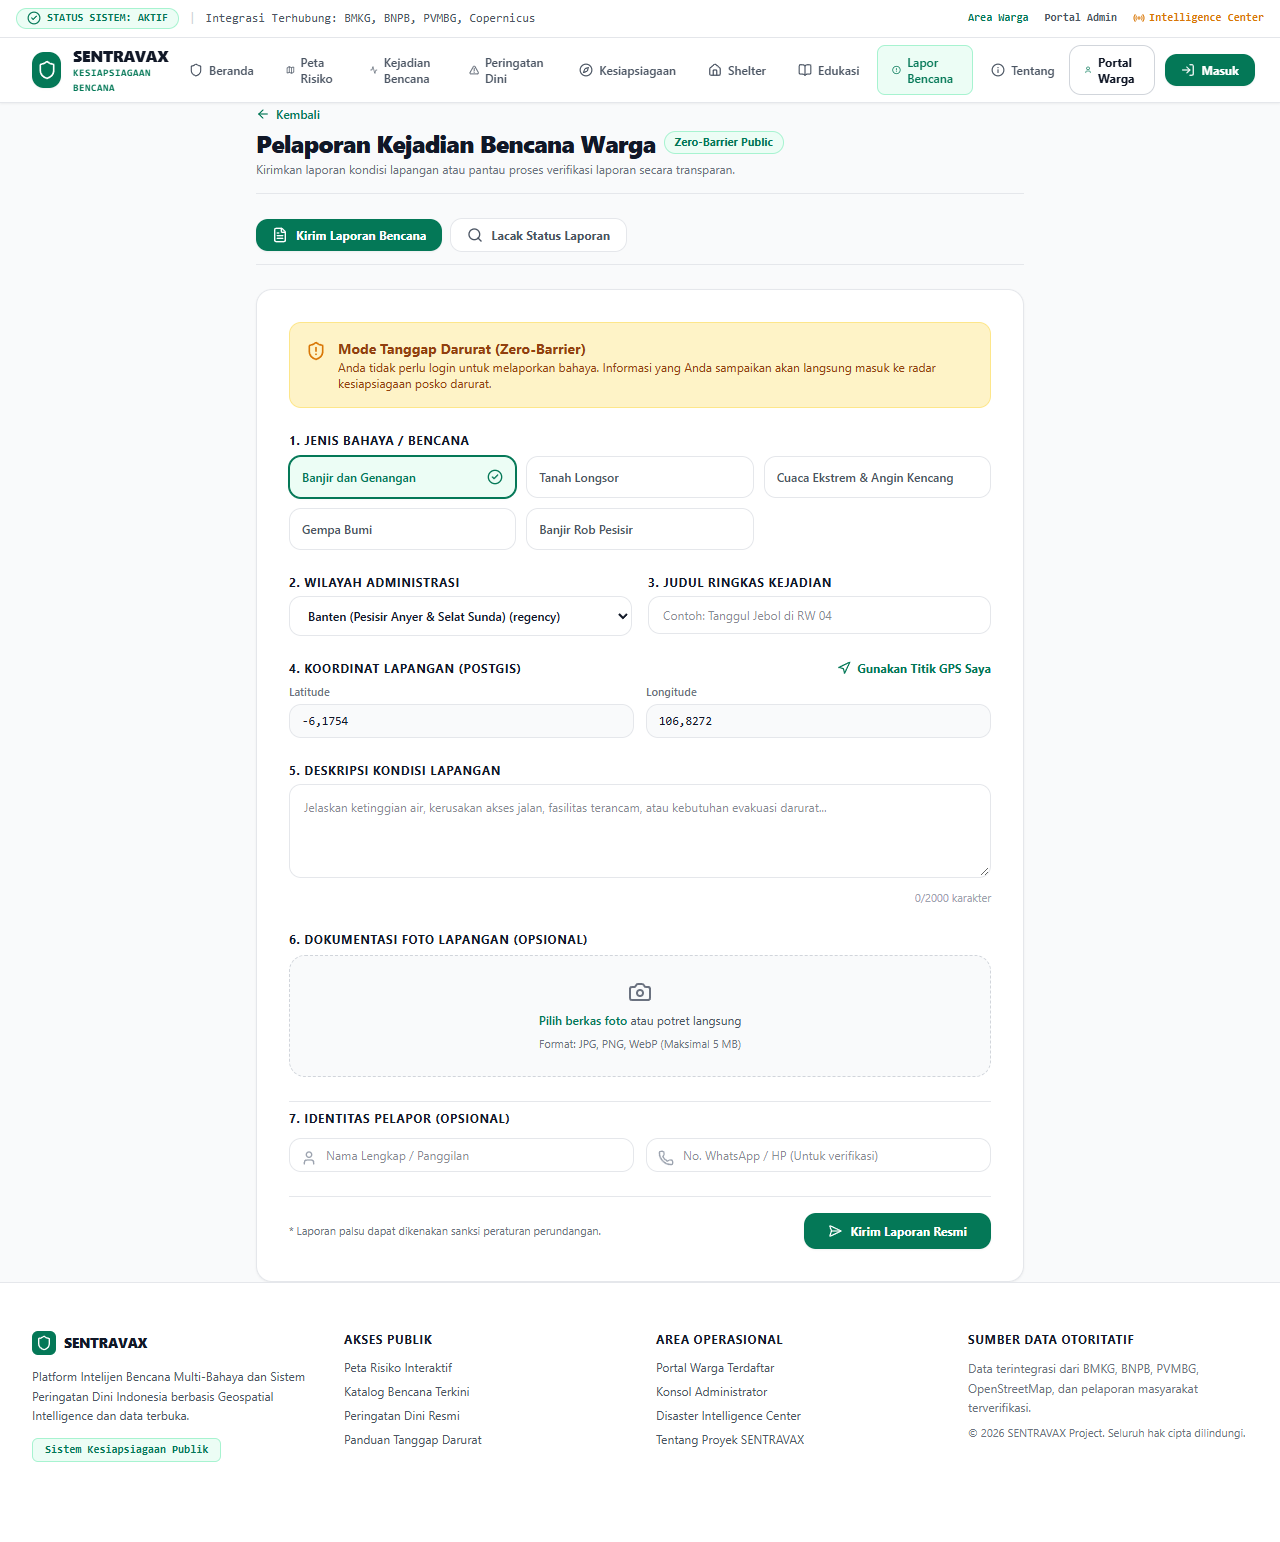 STATUS SISTEM: AKTIF | Integrasi Terhubung: BMKG, BNPB, PVMBG, Copernicus
Area Warga Portal Admin Intelligence Center
SENTRAVAX
KESIAPSIAGAAN
BENCANA
Beranda
Peta
Risiko
Kejadian
Bencana
Peringatan
Dini
Kesiapsiagaan
Shelter
Edukasi
Lapor
Bencana
Tentang
Portal
Warga
Masuk
Kembali
Pelaporan Kejadian Bencana Warga Zero-Barrier Public
Kirimkan laporan kondisi lapangan atau pantau proses verifikasi laporan secara transparan.
Kirim Laporan Bencana Lacak Status Laporan
Mode Tanggap Darurat (Zero-Barrier)
Anda tidak perlu login untuk melaporkan bahaya. Informasi yang Anda sampaikan akan langsung masuk ke radar
kesiapsiagaan posko darurat.
1. JENIS BAHAYA / BENCANA
Banjir dan Genangan Tanah Longsor Cuaca Ekstrem & Angin Kencang
Gempa Bumi Banjir Rob Pesisir
2. WILAYAH ADMINISTRASI
Banten (Pesisir Anyer & Selat Sunda) (regency)
3. JUDUL RINGKAS KEJADIAN
Contoh: Tanggul Jebol di RW 04
4. KOORDINAT LAPANGAN (POSTGIS) Gunakan Titik GPS Saya
Latitude
-6,1754
Longitude
106,8272
5. DESKRIPSI KONDISI LAPANGAN
Jelaskan ketinggian air, kerusakan akses jalan, fasilitas terancam, atau kebutuhan evakuasi darurat...
0/2000 karakter
6. DOKUMENTASI FOTO LAPANGAN (OPSIONAL)
Pilih berkas foto atau potret langsung
Format: JPG, PNG, WebP (Maksimal 5 MB)
7. IDENTITAS PELAPOR (OPSIONAL)
Nama Lengkap / Panggilan No. WhatsApp / HP (Untuk verifikasi)
* Laporan palsu dapat dikenakan sanksi peraturan perundangan. Kirim Laporan Resmi
SENTRAVAX
Platform Intelijen Bencana Multi-Bahaya dan Sistem
Peringatan Dini Indonesia berbasis Geospatial
Intelligence dan data terbuka.
Sistem Kesiapsiagaan Publik
AKSES PUBLIK
Peta Risiko Interaktif
Katalog Bencana Terkini
Peringatan Dini Resmi
Panduan Tanggap Darurat
AREA OPERASIONAL
Portal Warga Terdaftar
Konsol Administrator
Disaster Intelligence Center
Tentang Proyek SENTRAVAX
SUMBER DATA OTORITATIF
Data terintegrasi dari BMKG, BNPB, PVMBG,
OpenStreetMap, dan pelaporan masyarakat
terverifikasi.
© 2026 SENTRAVAX Project. Seluruh hak cipta dilindungi.